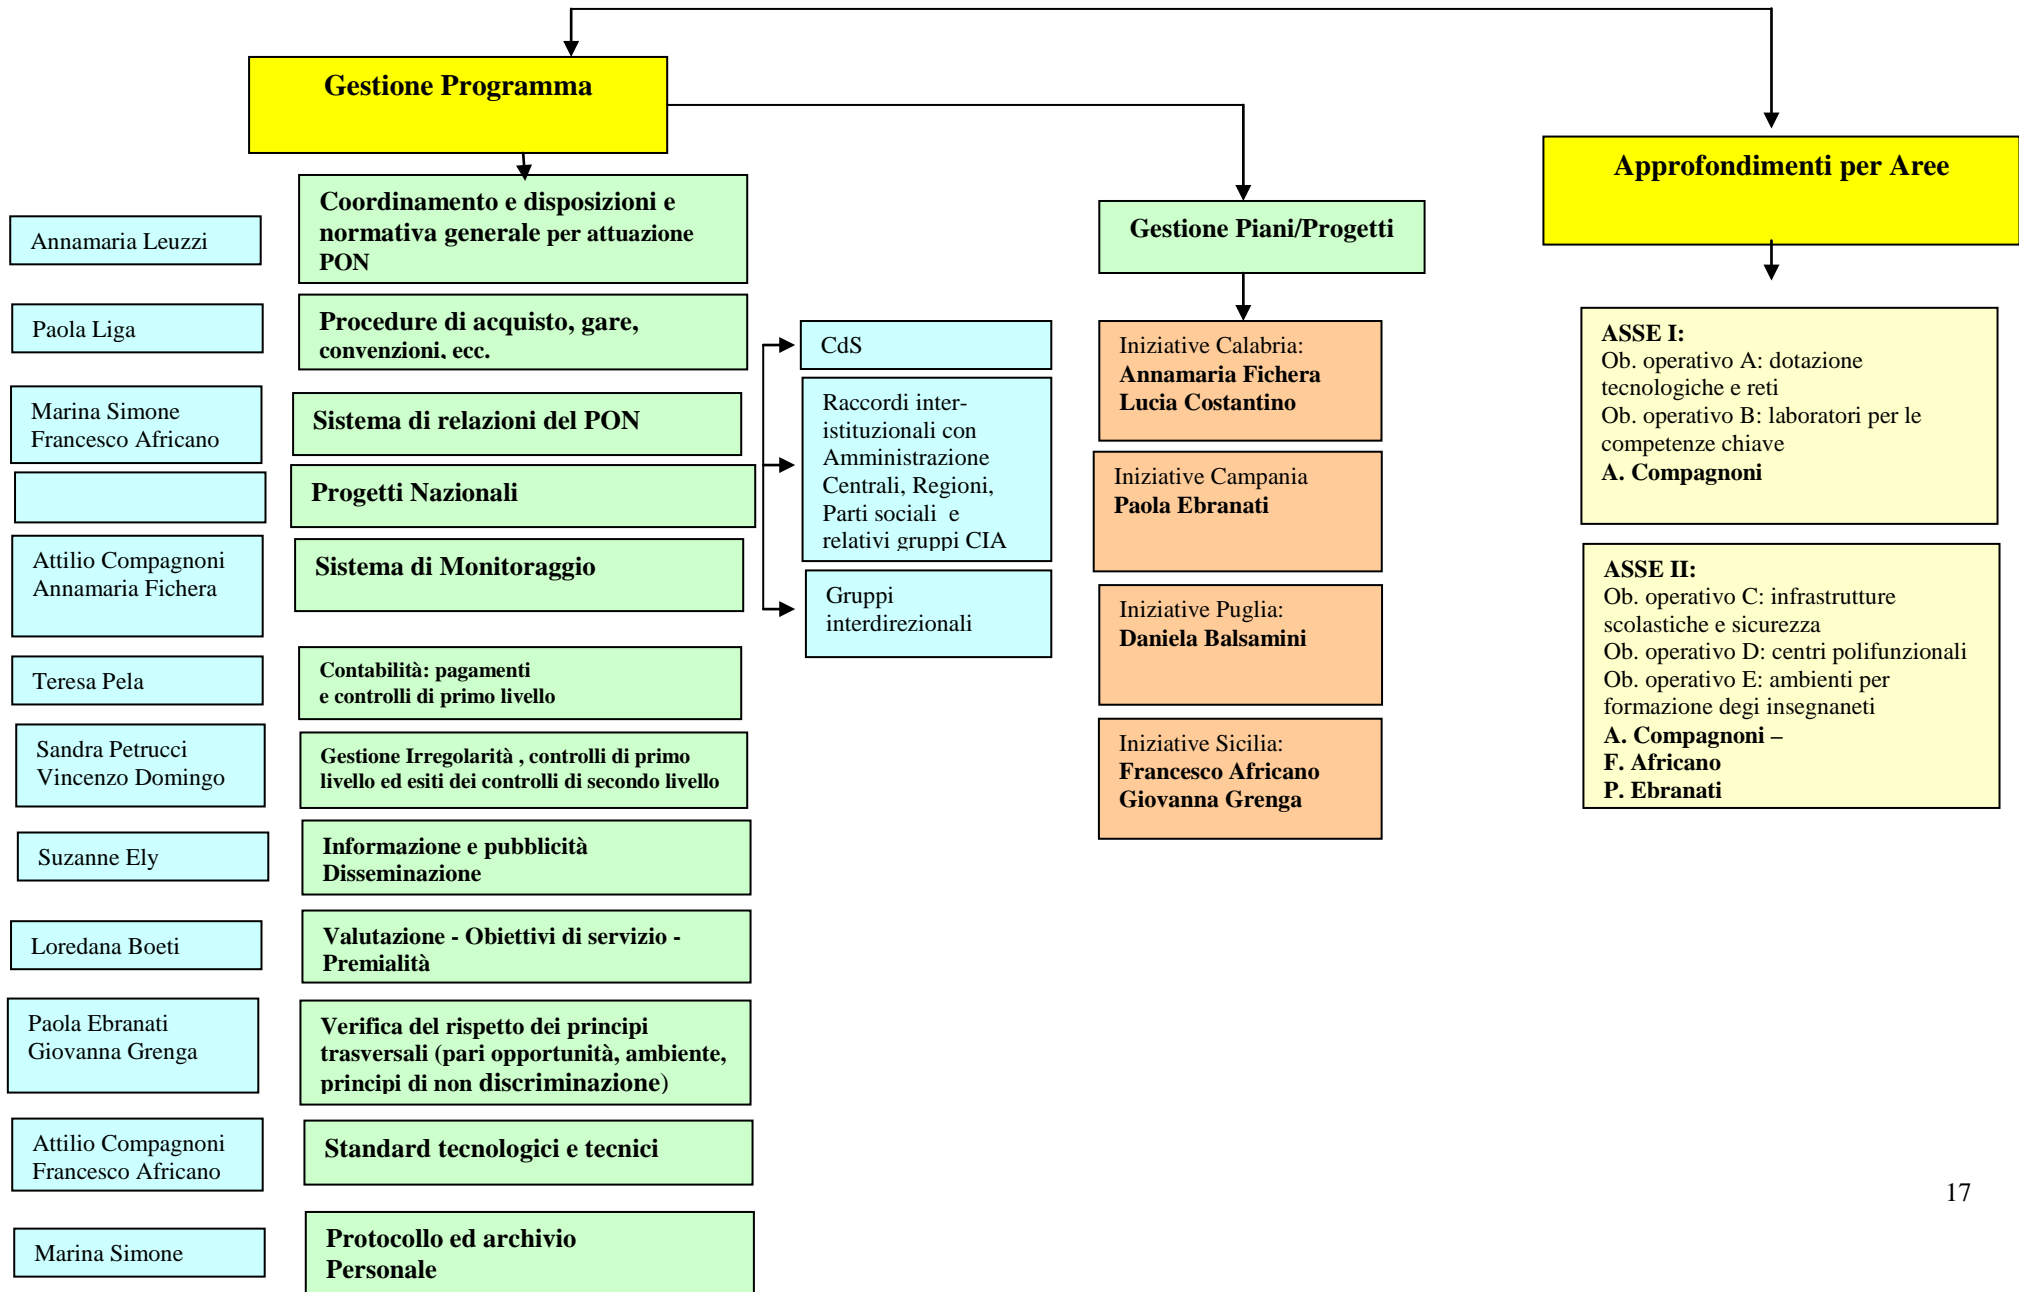 Gestione Programma
Approfondimenti per Aree
Annamaria Leuzzi
Coordinamento e disposizioni e
normativa generale per attuazione
PON
Paola Liga
Procedure di acquisto, gare,
convenzioni, ecc.
Marina Simone
Francesco Africano
Sistema di relazioni del PON
Progetti Nazionali
Attilio Compagnoni
Annamaria Fichera
Sistema di Monitoraggio
Teresa Pela
Contabilità: pagamenti
e controlli di primo livello
Sandra Petrucci
Vincenzo Domingo
Gestione Irregolarità , controlli di primo
livello ed esiti dei controlli di secondo livello
Suzanne Ely
Informazione e pubblicità
Disseminazione
Loredana Boeti
Valutazione - Obiettivi di servizio -
Premialità
Paola Ebranati
Giovanna Grenga
Verifica del rispetto dei principi
trasversali (pari opportunità, ambiente,
principi di non discriminazione)
Attilio Compagnoni
Francesco Africano
Standard tecnologici e tecnici
Marina Simone
Protocollo ed archivio
Personale
CdS
Raccordi inter-
istituzionali con
Amministrazione
Centrali, Regioni,
Parti sociali e
relativi gruppi CIA
Gruppi
interdirezionali
Gestione Piani/Progetti
Iniziative Calabria:
Annamaria Fichera
Lucia Costantino
Iniziative Campania
Paola Ebranati
Iniziative Puglia:
Daniela Balsamini
Iniziative Sicilia:
Francesco Africano
Giovanna Grenga
ASSE I:
Ob. operativo A: dotazione
tecnologiche e reti
Ob. operativo B: laboratori per le
competenze chiave
A. Compagnoni
ASSE II:
Ob. operativo C: infrastrutture
scolastiche e sicurezza
Ob. operativo D: centri polifunzionali
Ob. operativo E: ambienti per
formazione degi insegnaneti
A. Compagnoni –
F. Africano
P. Ebranati
17